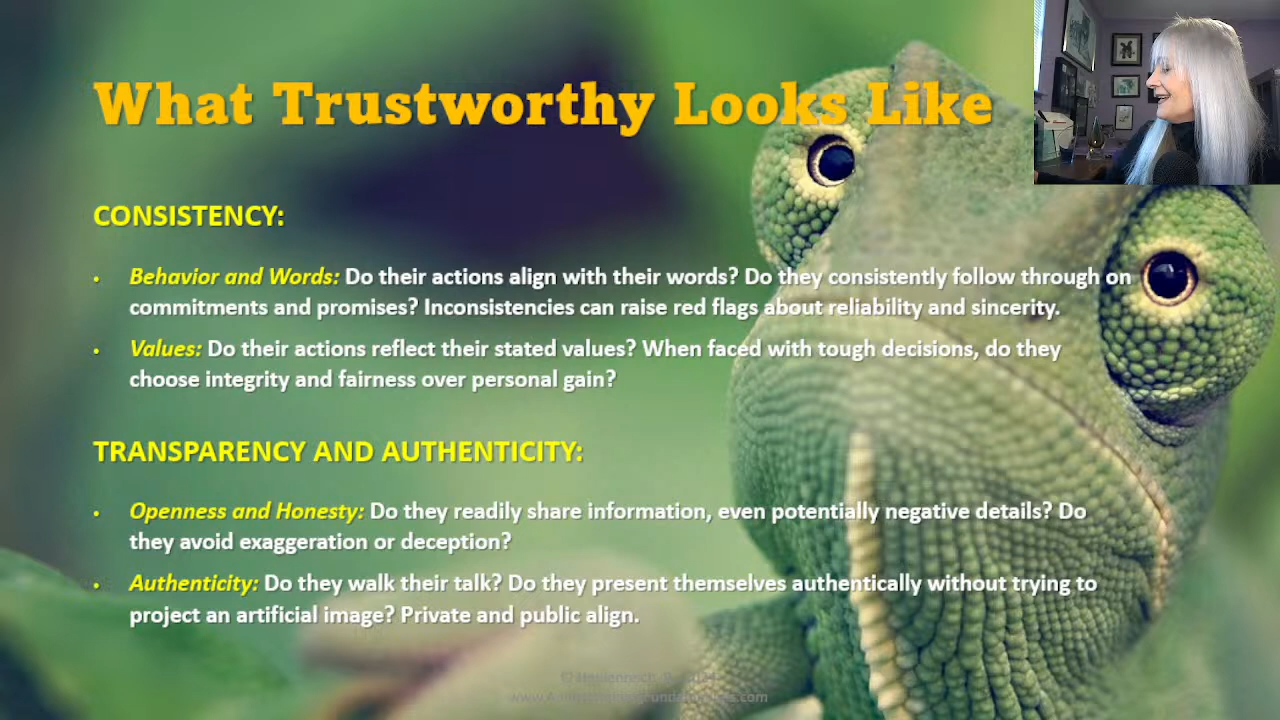 What Trustworthy Looks Like
CONSISTENCY:
• Behavior and Words: Do their actions align with their words? Do they consistently follow through on
commitments and promises? Inconsistencies can raise red flags about reliability and sincerity.
• Values: Do their actions reflect their stated values? When faced with tough decisions, do they
choose integrity and fairness over personal gain?
TRANSPARENCY AND AUTHENTICITY:
• Openness and Honesty: Do they readily share information, even potentially negative details? Do
they avoid exaggeration or deception?
• Authenticity: Do they walk their talk? Do they present themselves authentically without trying to
project an artificial image? Private and public align.